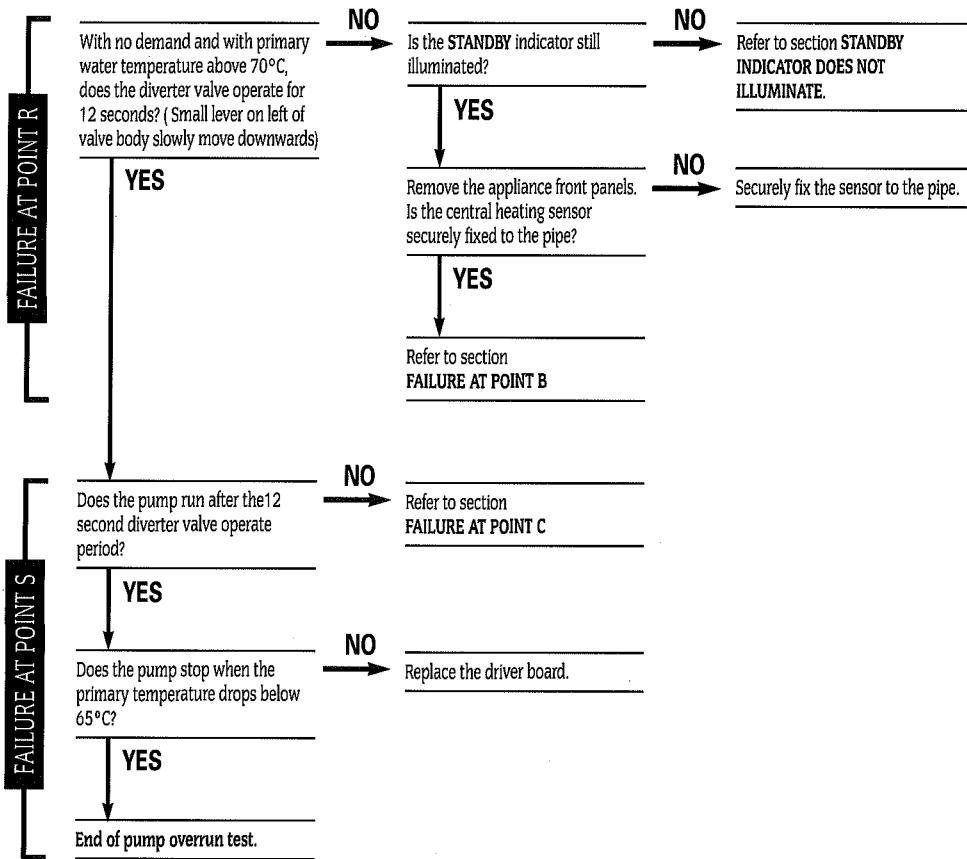 FAILURE AT POINT R
With no demand and with primary
water temperature above 70°C,
does the diverter valve operate for
12 seconds? ( Small lever on left of
valve body slowly move downwards)
NO
Is the STANDBY indicator still
illuminated?
NO
Refer to section STANDBY
INDICATOR DOES NOT
ILLUMINATE.
YES
YES
Remove the appliance front panels.
Is the central heating sensor
securely fixed to the pipe?
NO
Securely fix the sensor to the pipe.
YES
Refer to section
FAILURE AT POINT B
FAILURE AT POINT S
Does the pump run after the12
second diverter valve operate
period?
NO
Refer to section
FAILURE AT POINT C
YES
Does the pump stop when the
primary temperature drops below
65°C?
NO
Replace the driver board.
YES
End of pump overrun test.